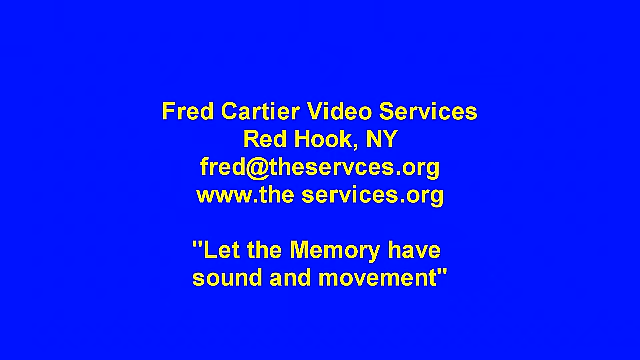 Fred Cartier Video Services
Red Hook, NY
fred@theservces.org
www.the services.org
"Let the Memory have
sound and movement"